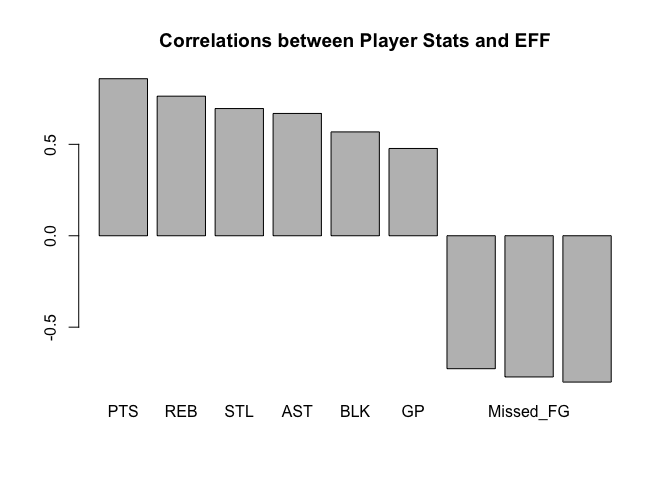 Correlations between Player Stats and EFF
0.5
0.0
-0.5
PTS REB STL AST BLK GP Missed_FG